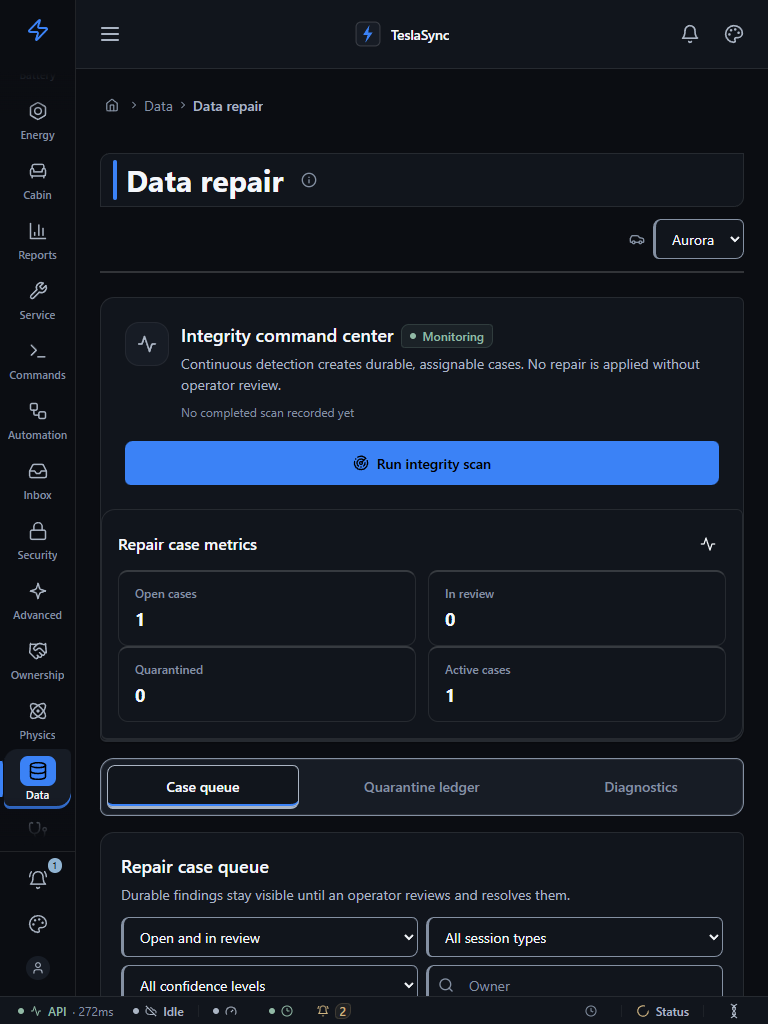 TeslaSync
Battery
Energy
Cabin
Reports
Service
Commands
Automation
Inbox
Security
Advanced
Ownership
Physics
Data
1
Data
Data repair
Data repair
Aurora
Integrity command center
Monitoring
Continuous detection creates durable, assignable cases. No repair is applied without
operator review.
No completed scan recorded yet
Run integrity scan
Repair case metrics
Open cases
1
In review
0
Quarantined
0
Active cases
1
Case queue
Quarantine ledger
Diagnostics
Repair case queue
Durable findings stay visible until an operator reviews and resolves them.
Open and in review
All session types
All confidence levels
Owner
API · 272ms
Idle
2
Status